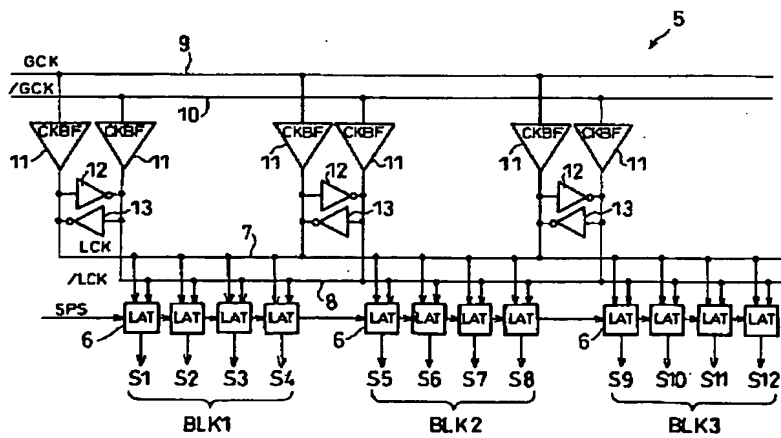 5
9
GCK
/GCK
10
CKBF CKBF CKBF CKBF CKBF CKBF
11 11 11 11 11 11
12 12 12
13 13 13
LCK 7
/LCK 8
SPS
LAT LAT LAT LAT LAT LAT LAT LAT LAT LAT LAT LAT
6 6 6
S1 S2 S3 S4 S5 S6 S7 S8 S9 S10 S11 S12
BLK1 BLK2 BLK3